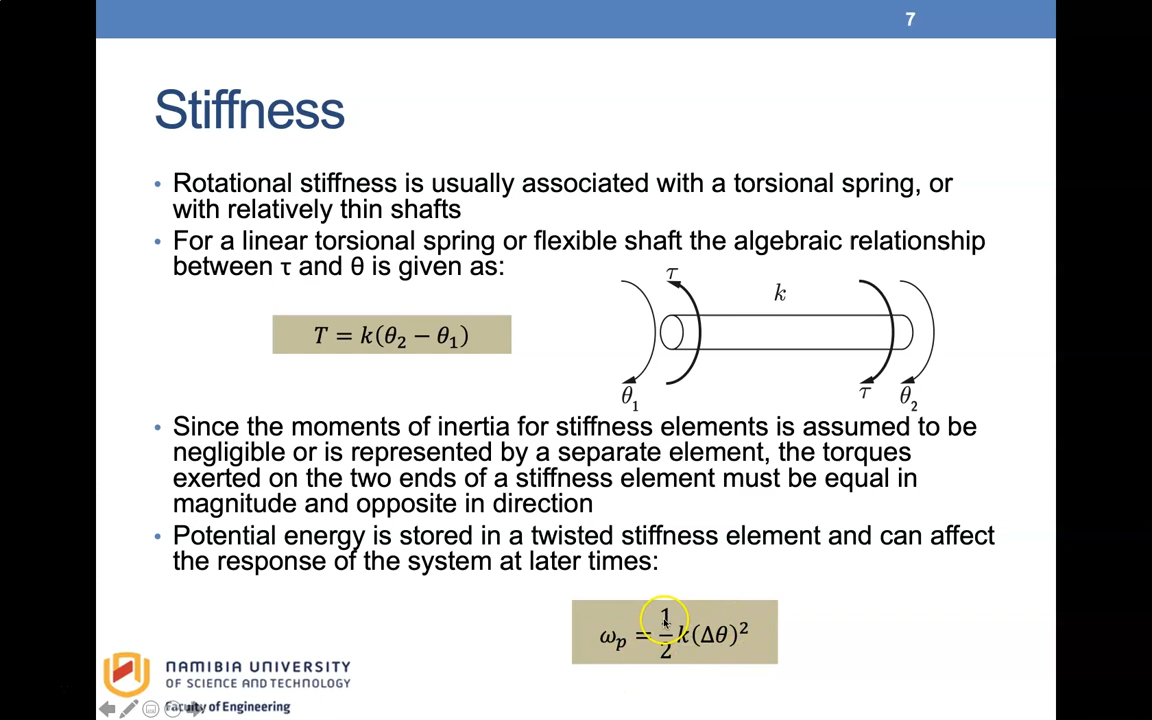 7
Stiffness
• Rotational stiffness is usually associated with a torsional spring, or
with relatively thin shafts
• For a linear torsional spring or flexible shaft the algebraic relationship
between τ and θ is given as:
T = k(θ₂ − θ₁)
τ
k
θ₁
τ
θ₂
• Since the moments of inertia for stiffness elements is assumed to be
negligible or is represented by a separate element, the torques
exerted on the two ends of a stiffness element must be equal in
magnitude and opposite in direction
• Potential energy is stored in a twisted stiffness element and can affect
the response of the system at later times:
ωₚ = 1/2 k(Δθ)²
NAMIBIA UNIVERSITY
OF SCIENCE AND TECHNOLOGY
Faculty of Engineering